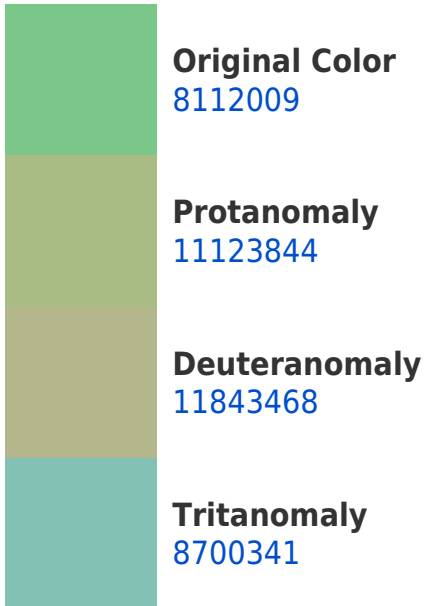 Original Color
8112009
Protanomaly
11123844
Deuteranomaly
11843468
Tritanomaly
8700341